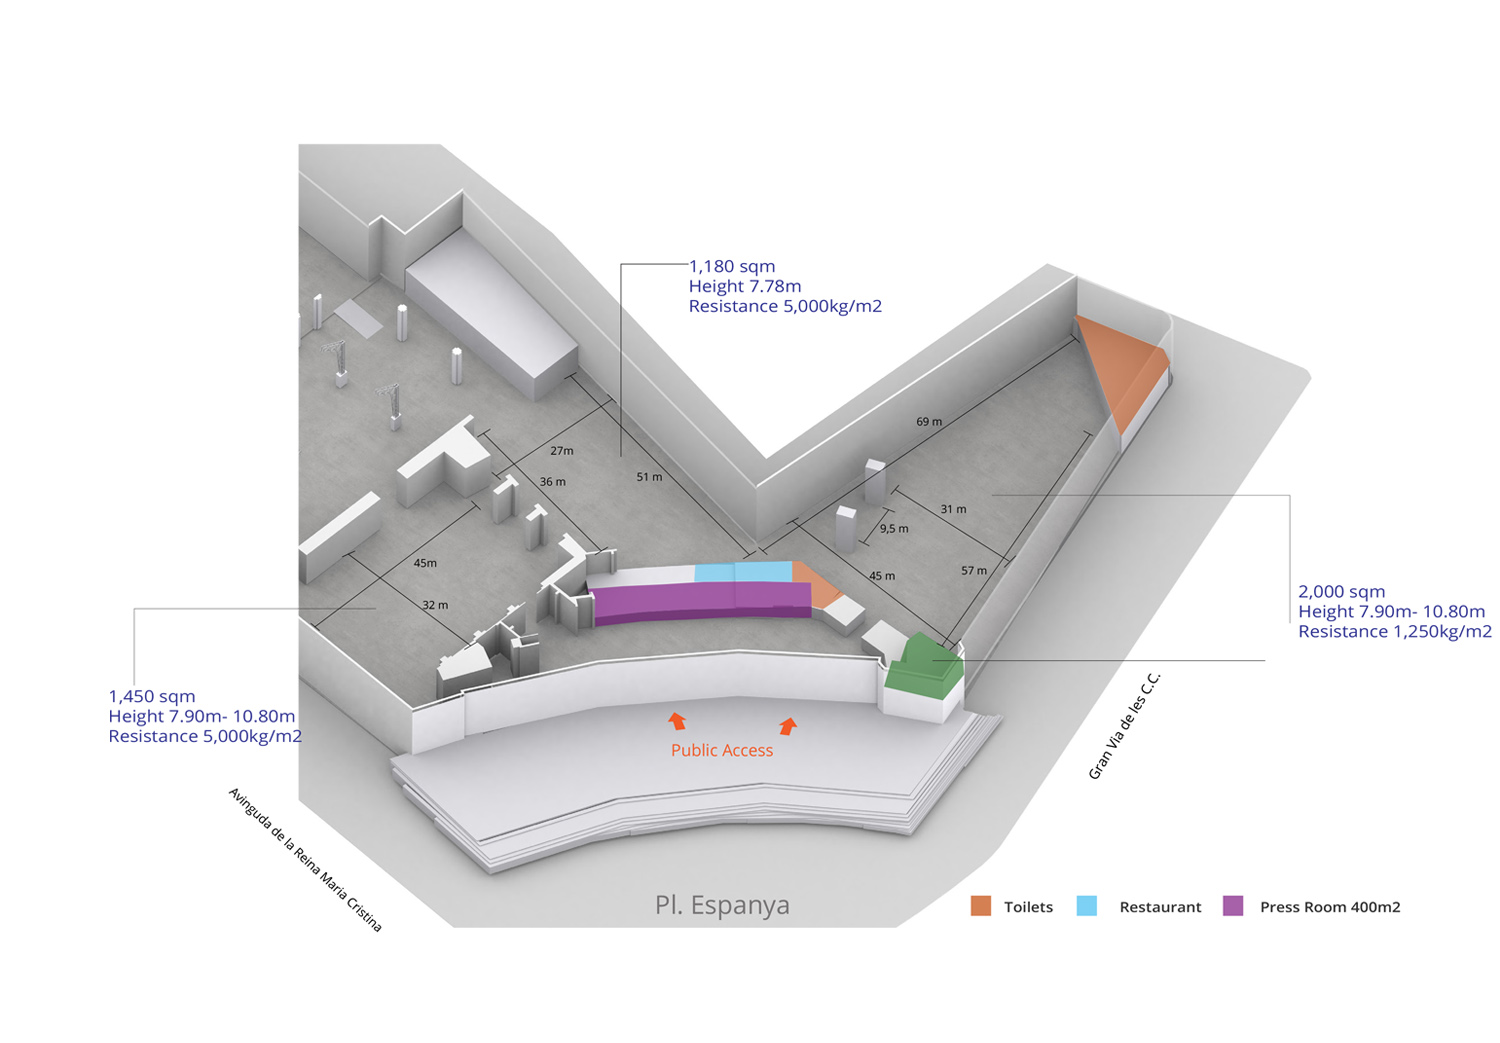 1,180 sqm
Height 7.78m
Resistance 5,000kg/m2
69 m
27m
36 m
51 m
31 m
9,5 m
45m
45 m
57 m
32 m
2,000 sqm
Height 7.90m- 10.80m
Resistance 1,250kg/m2
1,450 sqm
Height 7.90m- 10.80m
Resistance 5,000kg/m2
Public Access
Gran Via de les C.C.
Avinguda de la Reina Maria Cristina
Pl. Espanya
Toilets
Restaurant
Press Room 400m2